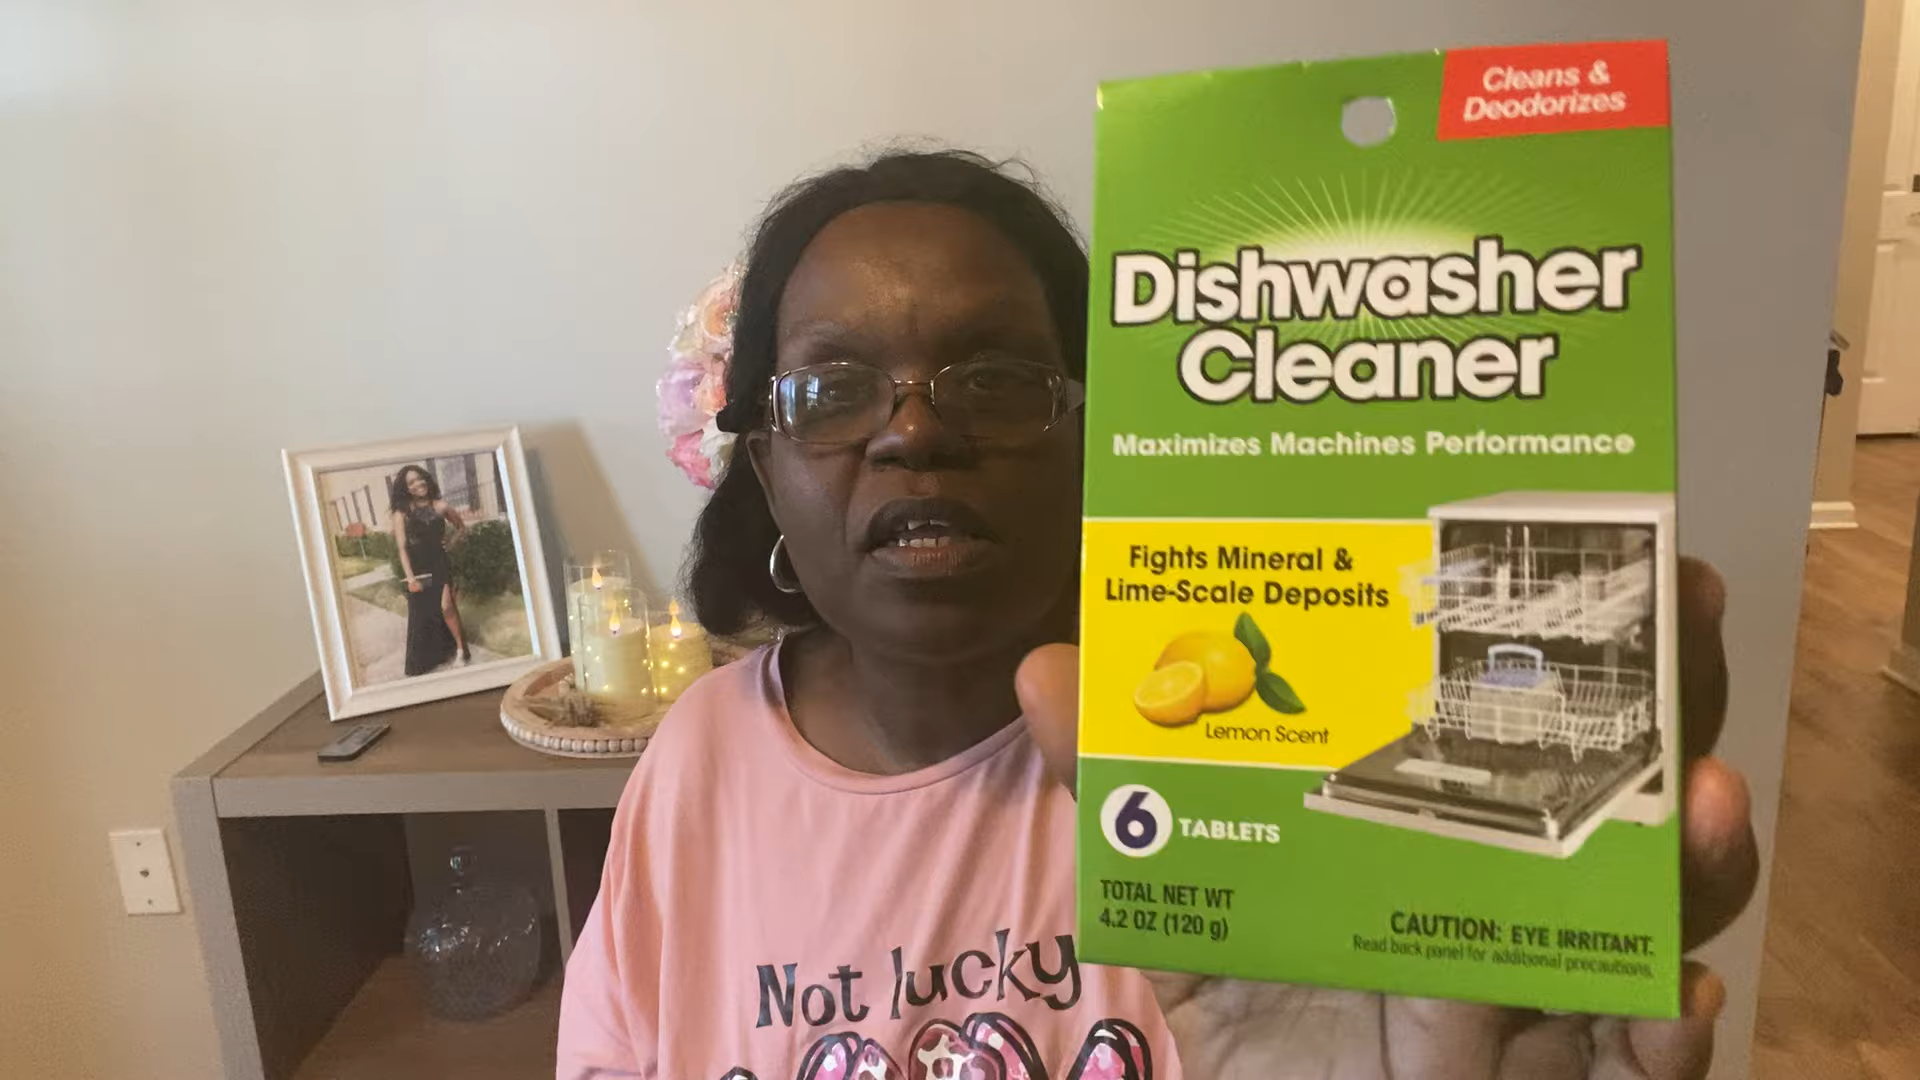 Cleans &
Deodorizes
Dishwasher
Cleaner
Maximizes Machines Performance
Fights Mineral &
Lime-Scale Deposits
Lemon Scent
6 TABLETS
TOTAL NET WT
4.2 OZ (120 g)
CAUTION: EYE IRRITANT.
Read back panel for additional precautions.
Not lucky